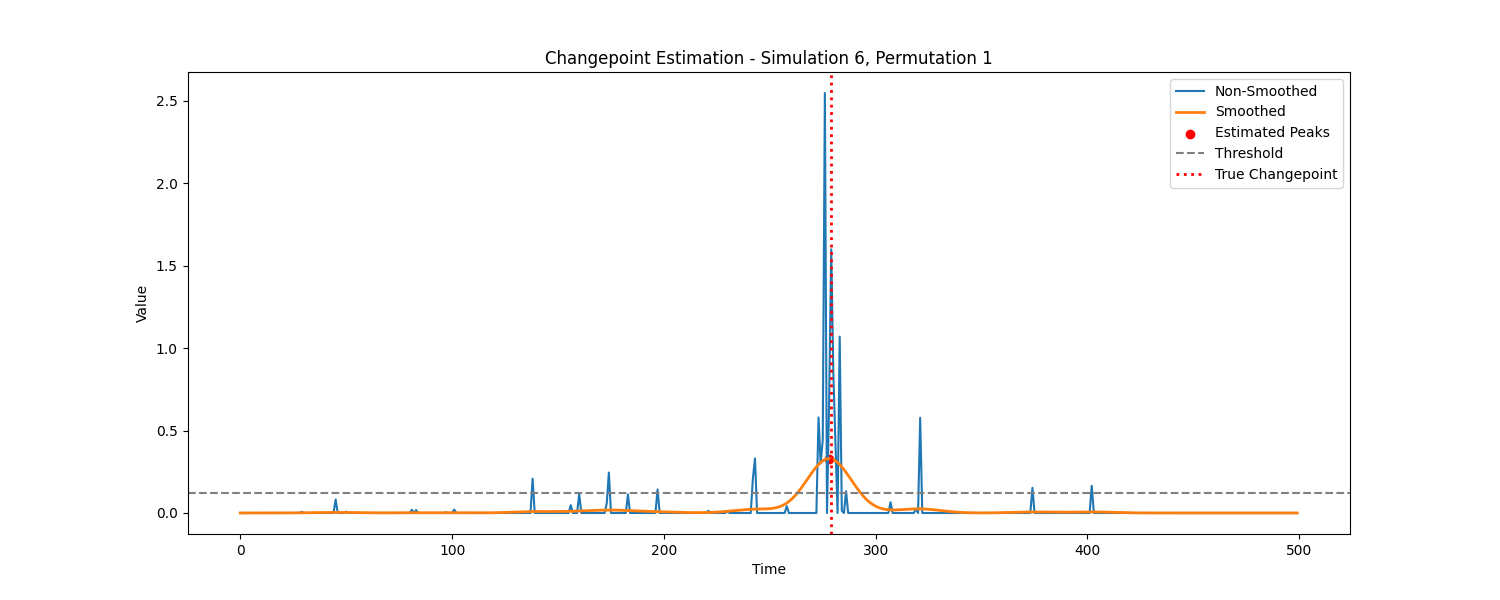 Changepoint Estimation - Simulation 6, Permutation 1
Non-Smoothed
Smoothed
Estimated Peaks
Threshold
True Changepoint
2.5
2.0
1.5
1.0
0.5
0.0
Value
0 100 200 300 400 500
Time